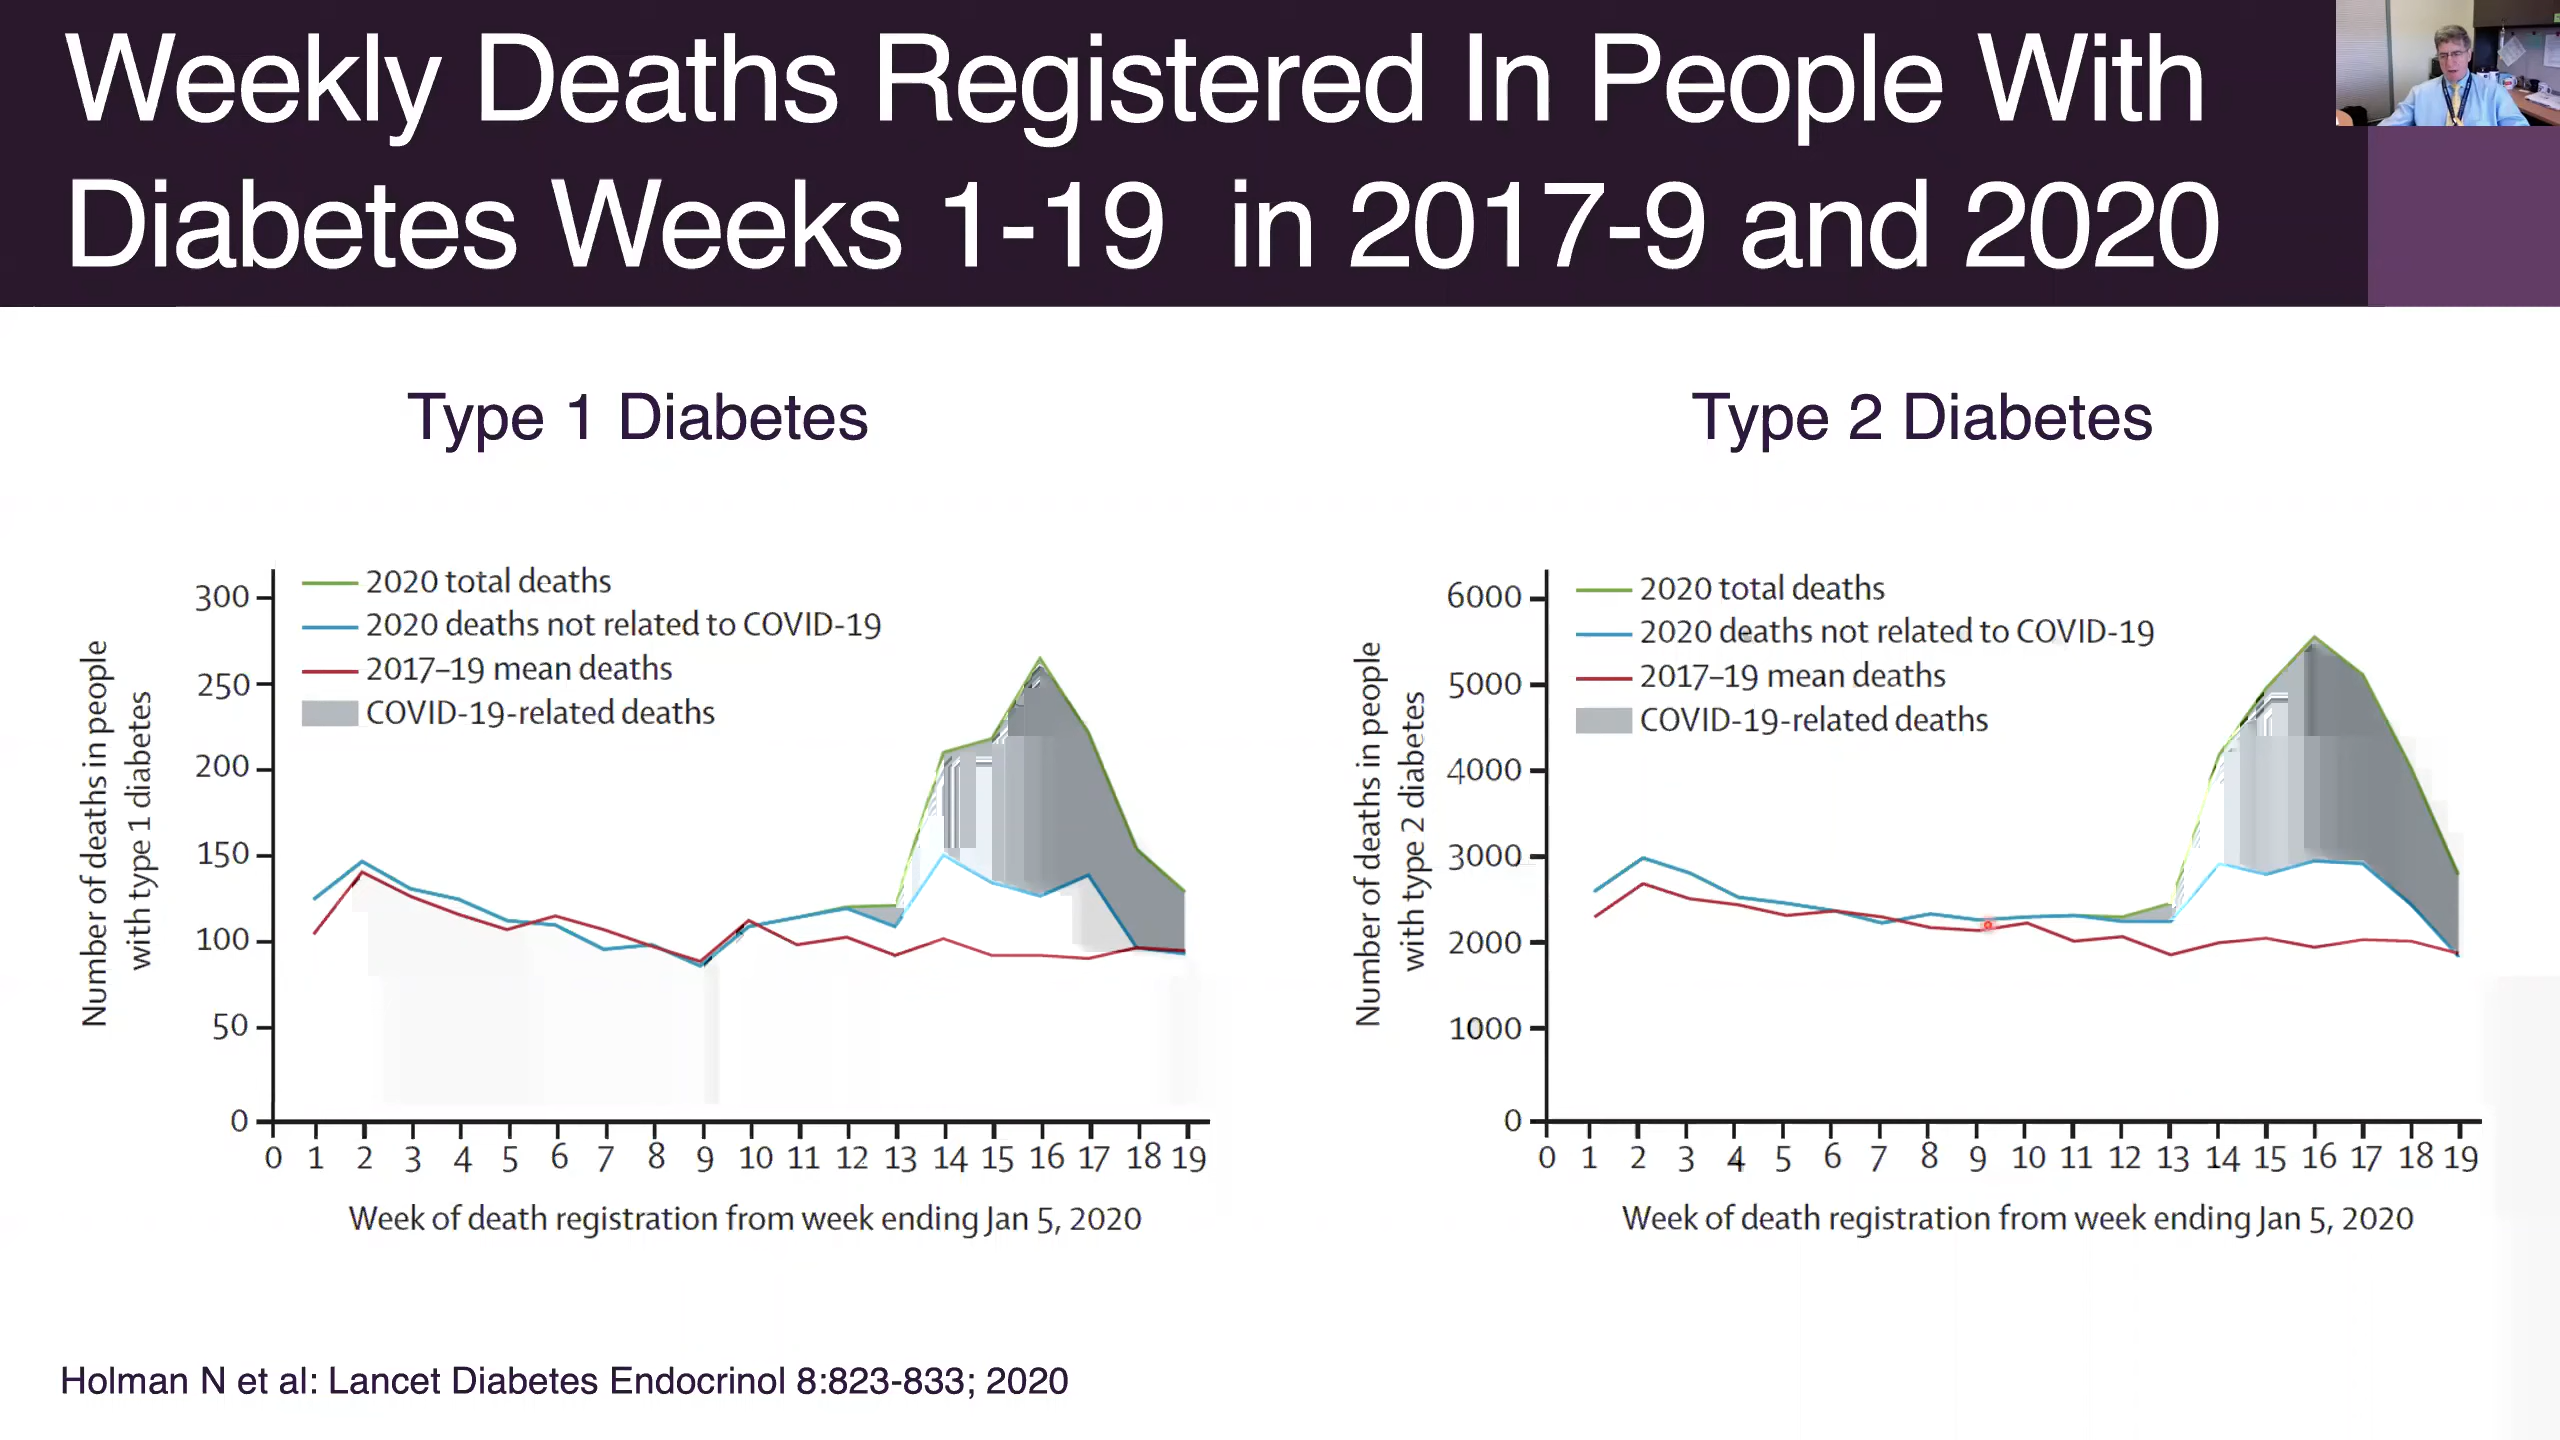 Weekly Deaths Registered In People With
Diabetes Weeks 1-19 in 2017-9 and 2020
Type 1 Diabetes
Number of deaths in people
with type 1 diabetes
300
250
200
150
100
50
0
2020 total deaths
2020 deaths not related to COVID-19
2017–19 mean deaths
COVID-19-related deaths
0 1 2 3 4 5 6 7 8 9 10 11 12 13 14 15 16 17 18 19
Week of death registration from week ending Jan 5, 2020
Type 2 Diabetes
Number of deaths in people
with type 2 diabetes
6000
5000
4000
3000
2000
1000
0
2020 total deaths
2020 deaths not related to COVID-19
2017–19 mean deaths
COVID-19-related deaths
0 1 2 3 4 5 6 7 8 9 10 11 12 13 14 15 16 17 18 19
Week of death registration from week ending Jan 5, 2020
Holman N et al: Lancet Diabetes Endocrinol 8:823-833; 2020